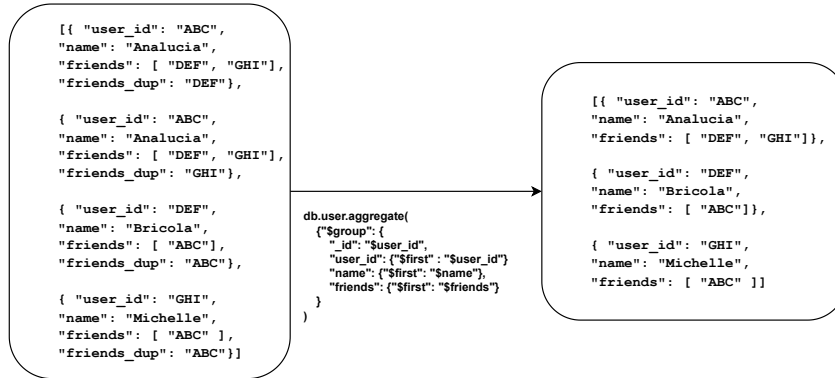 [{ "user_id": "ABC",
"name": "Analucia",
"friends": [ "DEF", "GHI"],
"friends_dup": "DEF"},
{ "user_id": "ABC",
"name": "Analucia",
"friends": [ "DEF", "GHI"],
"friends_dup": "GHI"},
{ "user_id": "DEF",
"name": "Bricola",
"friends": [ "ABC"],
"friends_dup": "ABC"},
{ "user_id": "GHI",
"name": "Michelle",
"friends": [ "ABC" ],
"friends_dup": "ABC"}]
db.user.aggregate(
{"$group": {
"_id": "$user_id",
"user_id": {"$first" : "$user_id"}
"name": {"$first": "$name"},
"friends": {"$first": "$friends"}
}
)
[{ "user_id": "ABC",
"name": "Analucia",
"friends": [ "DEF", "GHI"]},
{ "user_id": "DEF",
"name": "Bricola",
"friends": [ "ABC"]},
{ "user_id": "GHI",
"name": "Michelle",
"friends": [ "ABC" ]]